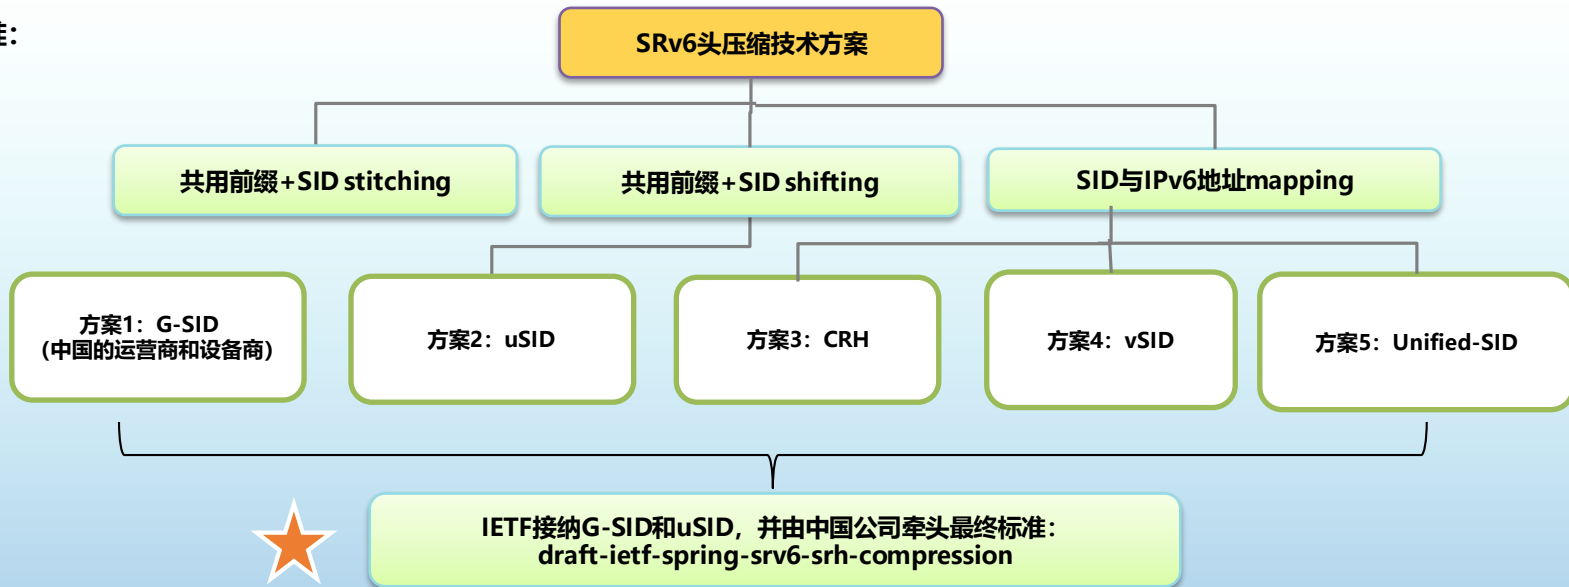 准：
SRv6头压缩技术方案
共用前缀+SID stitching
共用前缀+SID shifting
SID与IPv6地址mapping
方案1：G-SID
（中国的运营商和设备商）
方案2：uSID
方案3：CRH
方案4：vSID
方案5：Unified-SID
IETF接纳G-SID和uSID，并由中国公司牵头最终标准：
draft-ietf-spring-srv6-srh-compression